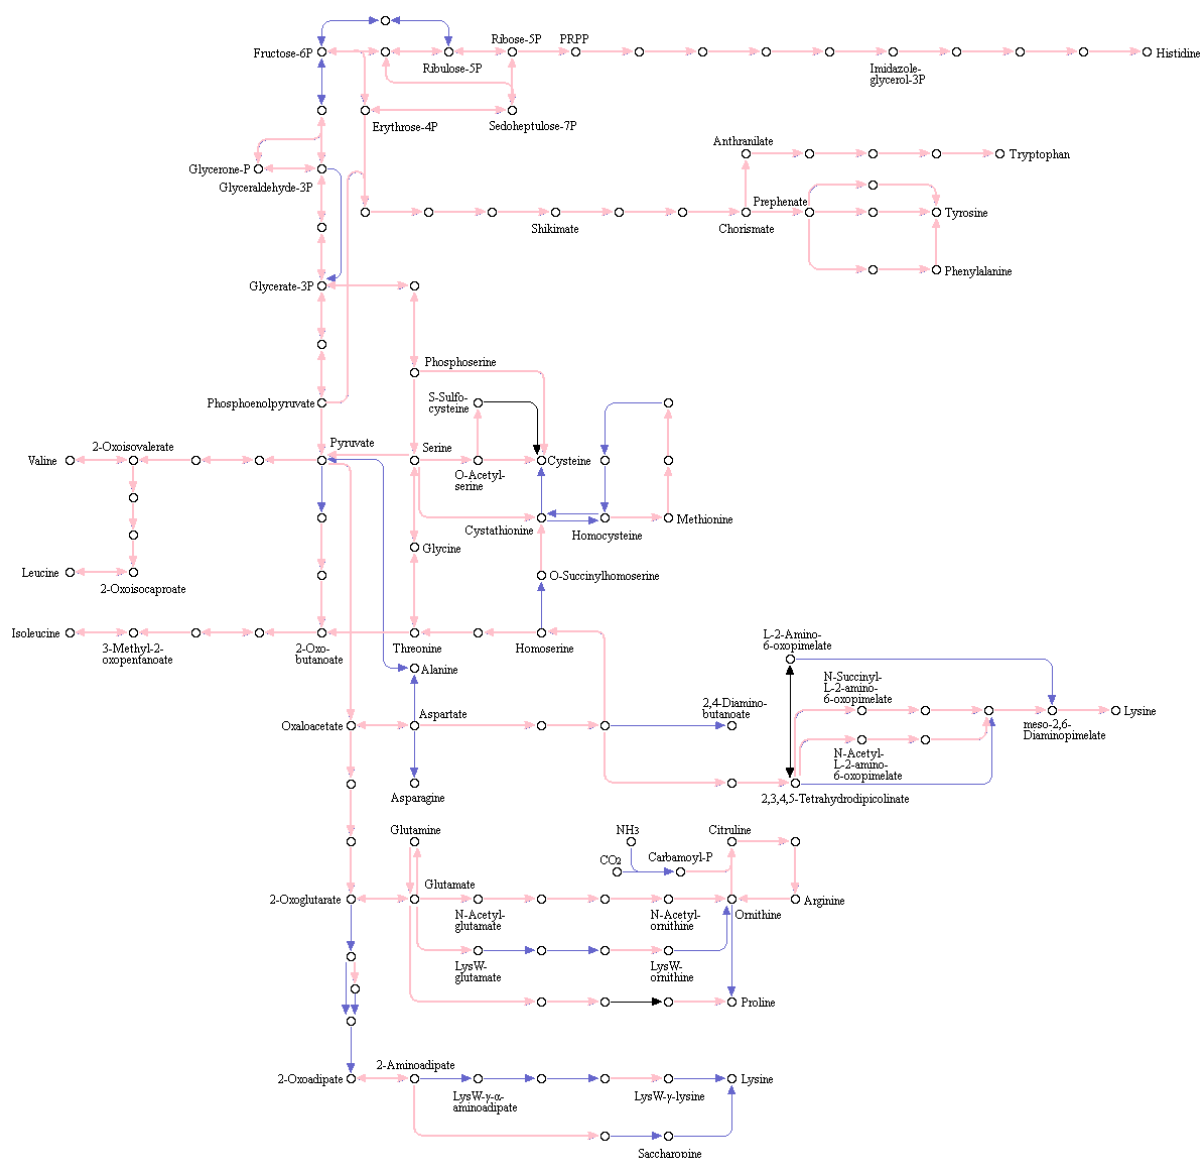 Ribose-5P
PRPP
Fructose-6P
Histidine
Ribulose-5P
Imidazole-
glycerol-3P
Erythrose-4P
Sedoheptulose-7P
Anthranilate
Tryptophan
Glycerone-P
Glyceraldehyde-3P
Prephenate
Shikimate
Chorismate
Tyrosine
Phenylalanine
Glycerate-3P
Phosphoserine
Phosphoenolpyruvate
S-Sulfo-
cysteine
2-Oxoisovalerate
Pyruvate
Serine
Valine
Cysteine
O-Acetyl-
serine
Cystathionine
Homocysteine
Methionine
Glycine
Leucine
2-Oxoisocaproate
O-Succinylhomoserine
Isoleucine
3-Methyl-2-
oxopentanoate
2-Oxo-
butanoate
Threonine
Homoserine
L-2-Amino-
6-oxopimelate
Alanine
N-Succinyl-
L-2-amino-
6-oxopimelate
2,4-Diamino-
butanoate
Oxaloacetate
Aspartate
Lysine
meso-2,6-
Diaminopimelate
N-Acetyl-
L-2-amino-
6-oxopimelate
Asparagine
2,3,4,5-Tetrahydrodipicolinate
Glutamine
NH3
Citruline
CO2
Carbamoyl-P
Glutamate
2-Oxoglutarate
Arginine
N-Acetyl-
glutamate
N-Acetyl-
ornithine
Ornithine
LysW-
glutamate
LysW-
ornithine
Proline
2-Aminoadipate
2-Oxoadipate
Lysine
LysW-γ-α-
aminoadipate
LysW-γ-lysine
Saccharopine